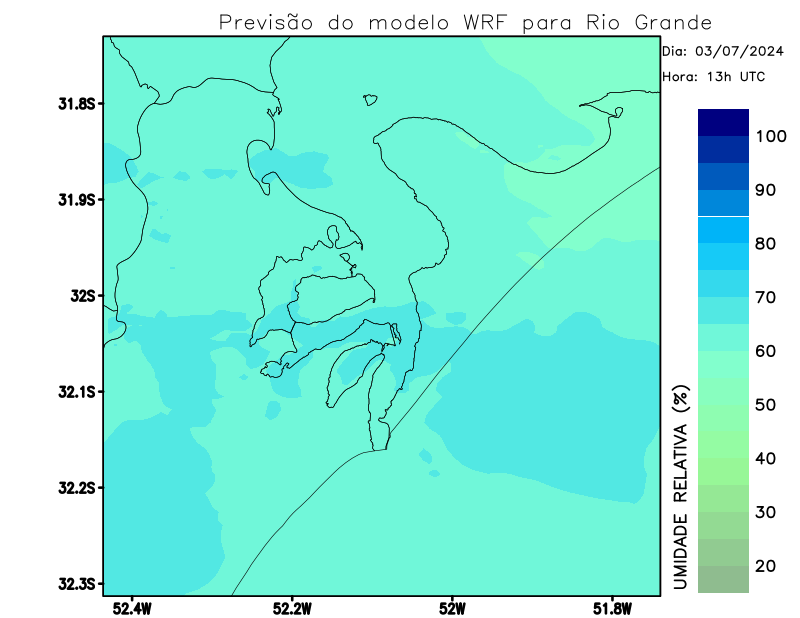 Previsão do modelo WRF para Rio Grande
Dia: 03/07/2024
Hora: 13h UTC
31.8S
31.9S
32S
32.1S
32.2S
32.3S
52.4W
52.2W
52W
51.8W
UMIDADE RELATIVA (%)
100
90
80
70
60
50
40
30
20